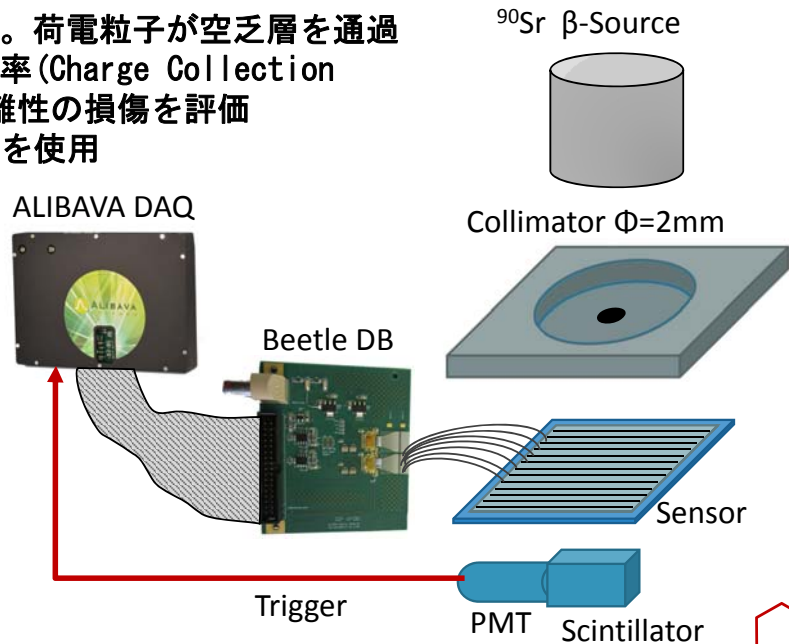 。荷電粒子が空乏層を通過
率(Charge Collection
離性の損傷を評価
を使用
⁹⁰Sr β-Source
ALIBAVA DAQ
Collimator Φ=2mm
ALIBAVA
Beetle DB
Sensor
Trigger
PMT
Scintillator